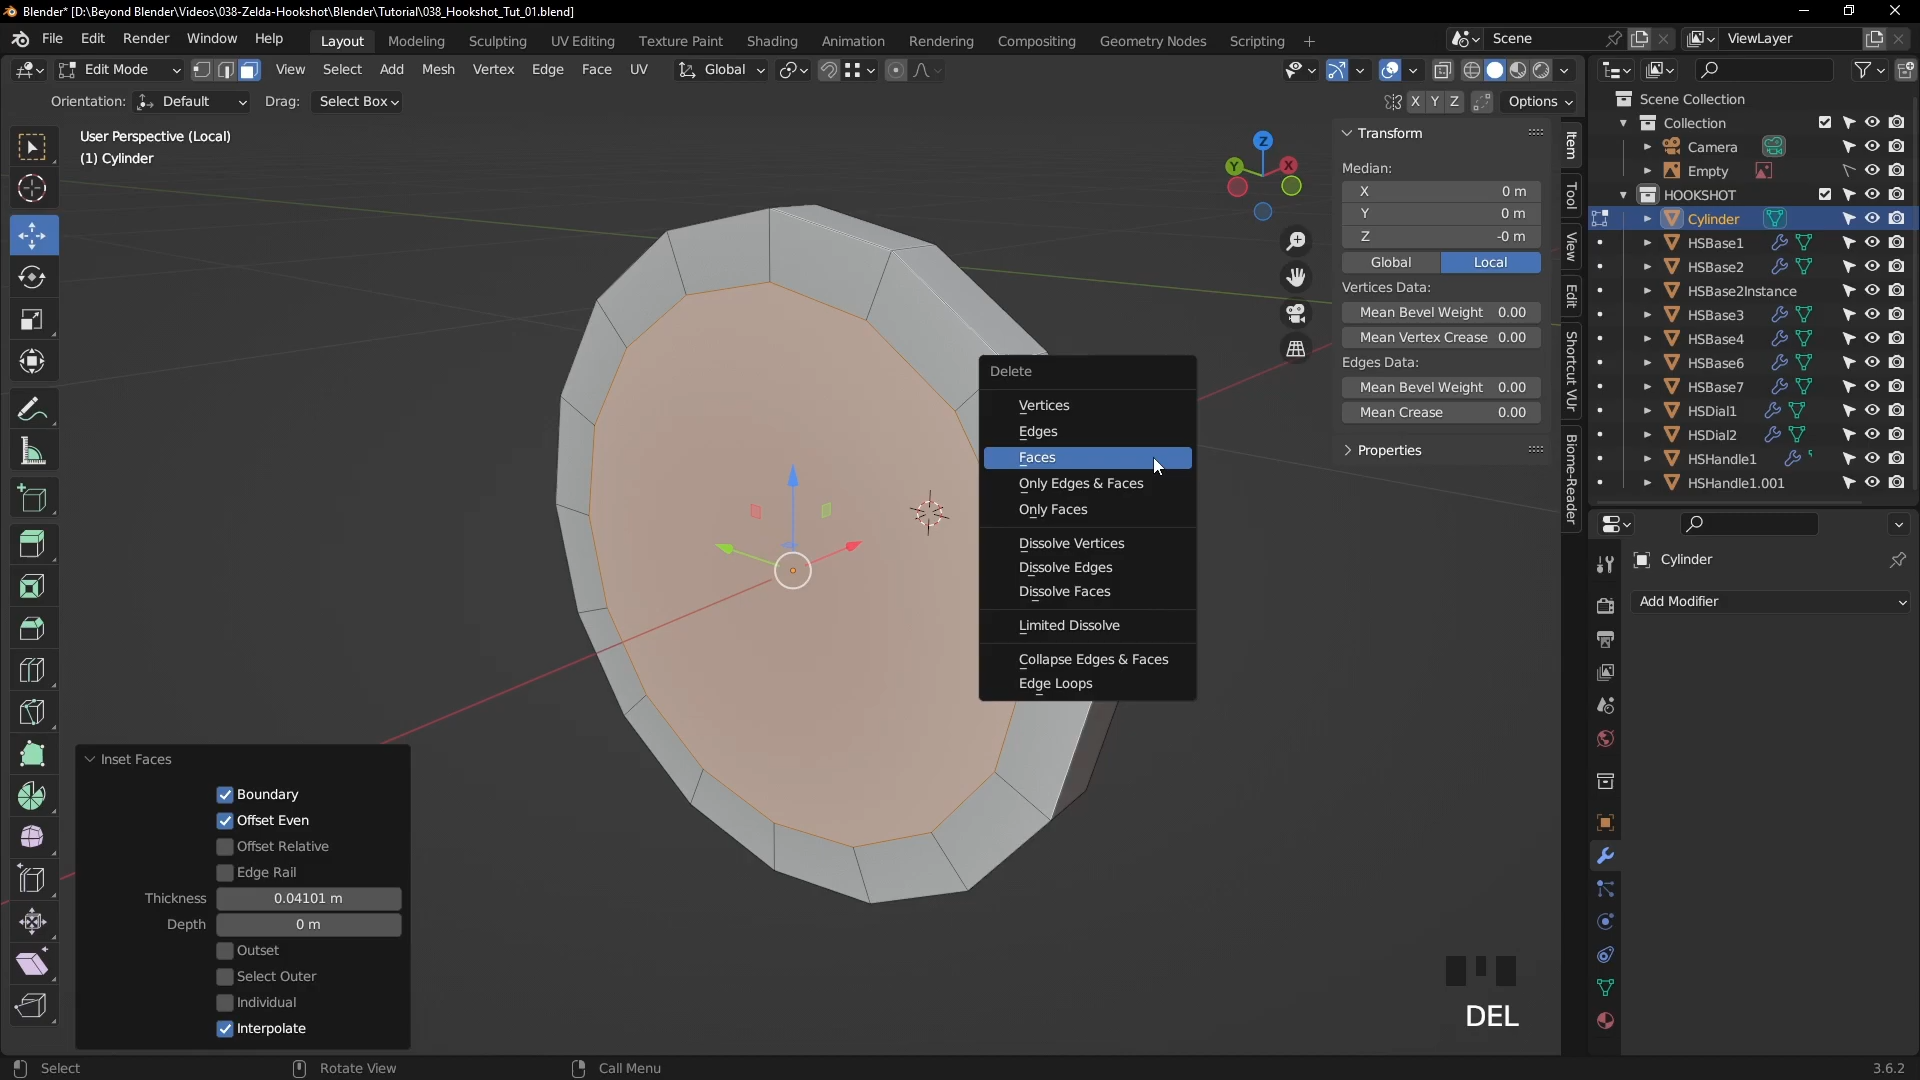 Blender* [D:\Beyond Blender\Videos\038-Zelda-Hookshot\Blender\Tutorial\038_Hookshot_Tut_01.blend]
File Edit Render Window Help Layout Modeling Sculpting UV Editing Texture Paint Shading Animation Rendering Compositing Geometry Nodes Scripting + Scene ViewLayer
Edit Mode View Select Add Mesh Vertex Edge Face UV Global
Orientation: Default Drag: Select Box X Y Z Options
User Perspective (Local)
(1) Cylinder
Z
Y
X
Transform
Median:
X 0 m
Y 0 m
Z -0 m
Global Local
Vertices Data:
Mean Bevel Weight 0.00
Mean Vertex Crease 0.00
Edges Data:
Mean Bevel Weight 0.00
Mean Crease 0.00
Properties
Item
Tool
View
Edit
Shortcut VUr
Biome-Reader
Scene Collection
Collection
Camera
Empty
HOOKSHOT
Cylinder
HSBase1
HSBase2
HSBase2Instance
HSBase3
HSBase4
HSBase6
HSBase7
HSDial1
HSDial2
HSHandle1
HSHandle1.001
Cylinder
Add Modifier
Delete
Vertices
Edges
Faces
Only Edges & Faces
Only Faces
Dissolve Vertices
Dissolve Edges
Dissolve Faces
Limited Dissolve
Collapse Edges & Faces
Edge Loops
Inset Faces
Boundary
Offset Even
Offset Relative
Edge Rail
Thickness 0.04101 m
Depth 0 m
Outset
Select Outer
Individual
Interpolate
DEL
Select Rotate View Call Menu 3.6.2